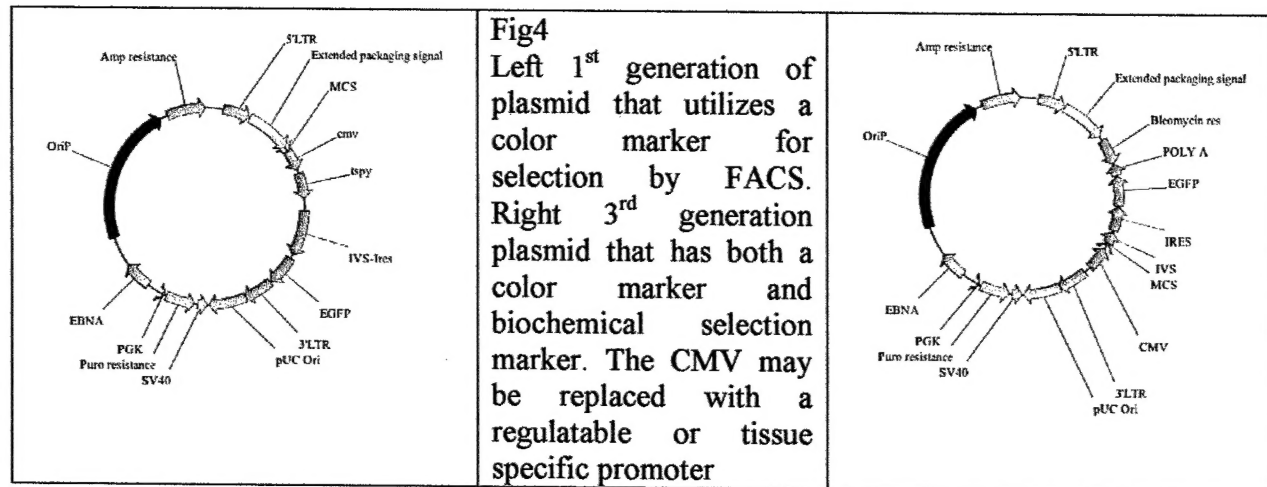 5'LTR
Amp resistance
Extended packaging signal
MCS
cmv
tspy
OriP
IVS-Ires
EBNA
EGFP
PGK
3'LTR
Puro resistance
pUC Ori
SV40
Fig4
Left 1st generation of
plasmid that utilizes a
color marker for
selection by FACS.
Right 3rd generation
plasmid that has both a
color marker and
biochemical selection
marker. The CMV may
be replaced with a
regulatable or tissue
specific promoter
5'LTR
Amp resistance
Extended packaging signal
Bleomycin res
POLY A
OriP
EGFP
IRES
IVS
MCS
EBNA
PGK
CMV
Puro resistance
SV40
3'LTR
pUC Ori